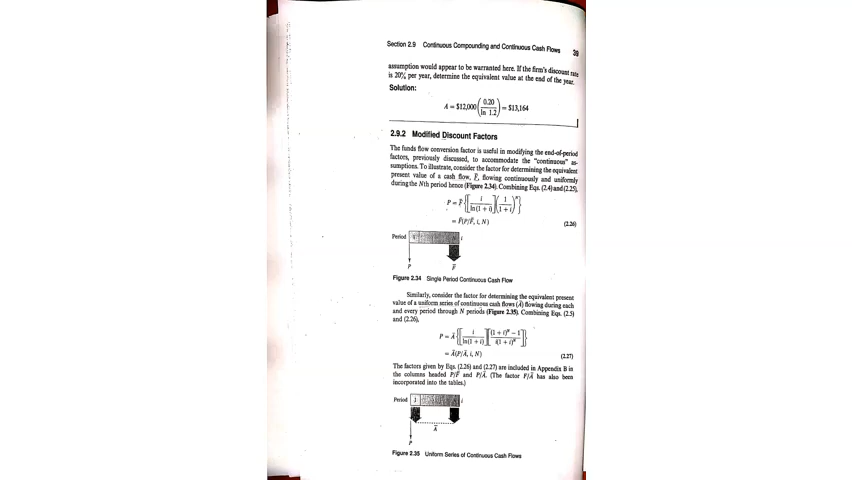 Section 2.9 Continuous Compounding and Continuous Cash Flows 39
assumption would appear to be warranted here. If the firm's discount rate
is 20% per year, determine the equivalent value at the end of the year.
Solution:
A = $12,000 (0.20 / ln 1.2) = $13,164
2.9.2 Modified Discount Factors
The funds flow conversion factor is useful in modifying the end-of-period
factors, previously discussed, to accommodate the "continuous" as-
sumptions. To illustrate, consider the factor for determining the equivalent
present value of a cash flow, F̄, flowing continuously and uniformly
during the Nth period hence (Figure 2.34). Combining Eqs. (2.4) and (2.25),
P = F̄ {[i / ln(1 + i)] (1 / 1 + i)ᴺ}
= F̄(P/F̄, i, N) (2.26)
Period i
P F̄
Figure 2.34 Single Period Continuous Cash Flow
Similarly, consider the factor for determining the equivalent present
value of a uniform series of continuous cash flows (Ā) flowing during each
and every period through N periods (Figure 2.35). Combining Eqs. (2.5)
and (2.26),
P = Ā {[i / ln(1 + i)] [(1 + i)ᴺ − 1 / i(1 + i)ᴺ]}
= Ā(P/Ā, i, N) (2.27)
The factors given by Eqs. (2.26) and (2.27) are included in Appendix B in
the columns headed P/F̄ and P/Ā. (The factor F/Ā has also been
incorporated into the tables.)
Period 1 i
Ā
P
Figure 2.35 Uniform Series of Continuous Cash Flows